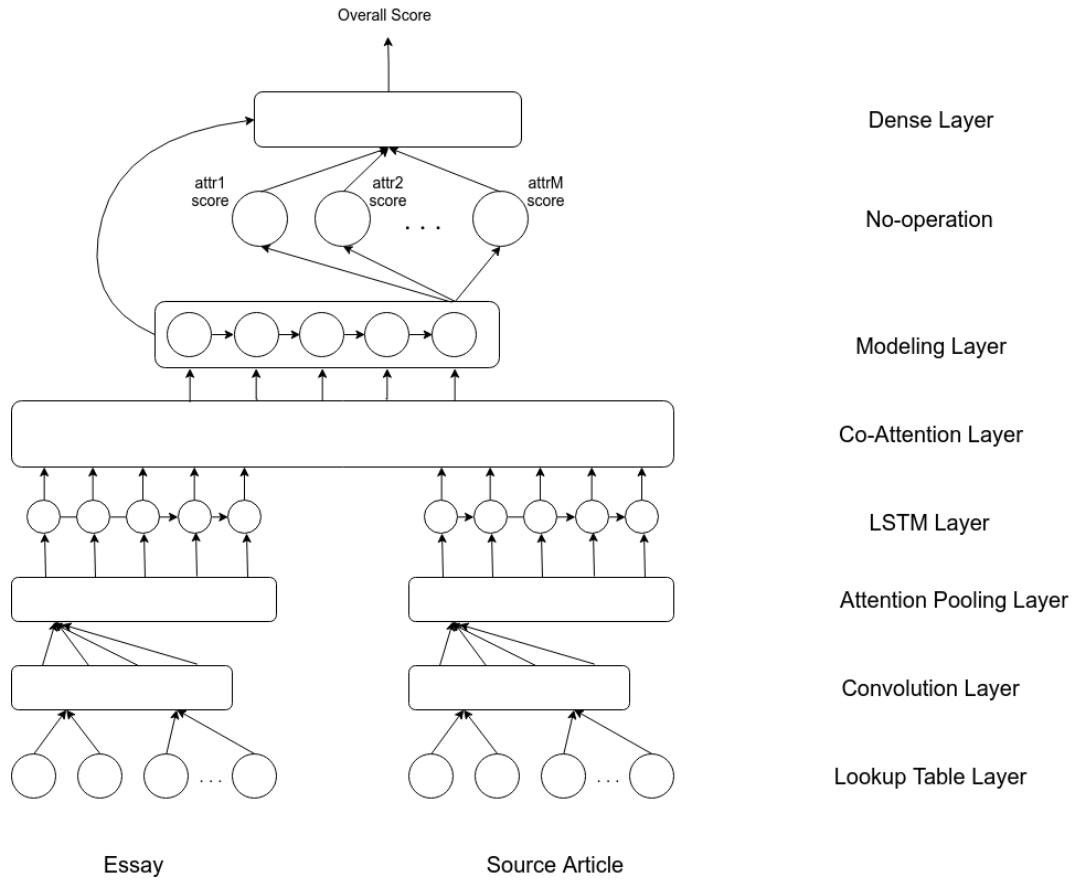 Overall Score
Dense Layer
attr1
score
attr2
score
attrM
score
. . .
No-operation
Modeling Layer
Co-Attention Layer
LSTM Layer
Attention Pooling Layer
Convolution Layer
. . .
. . .
Lookup Table Layer
Essay
Source Article